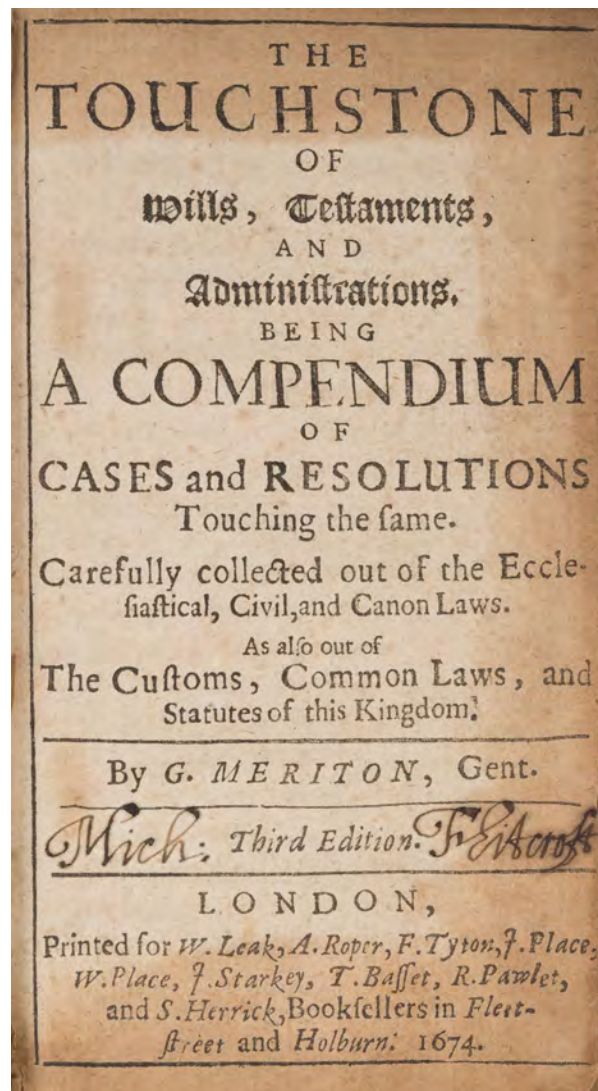 THE
TOUCHSTONE
OF
Wills, Teſtaments,
AND
Adminiſtrations.
BEING
A COMPENDIUM
OF
CASES and RESOLUTIONS
Touching the ſame.
Carefully collected out of the Eccle-
ſiaſtical, Civil, and Canon Laws.
As alſo out of
The Cuſtoms, Common Laws, and
Statutes of this Kingdom.
By G. MERITON, Gent.
Mich: Third Edition.
LONDON,
Printed for W. Leak, A. Roper, F. Tyton, J. Place,
W. Place, J. Starkey, T. Baſſet, R. Pawlet,
and S. Herrick, Bookſellers in Fleet-
ſtreet and Holburn: 1674.